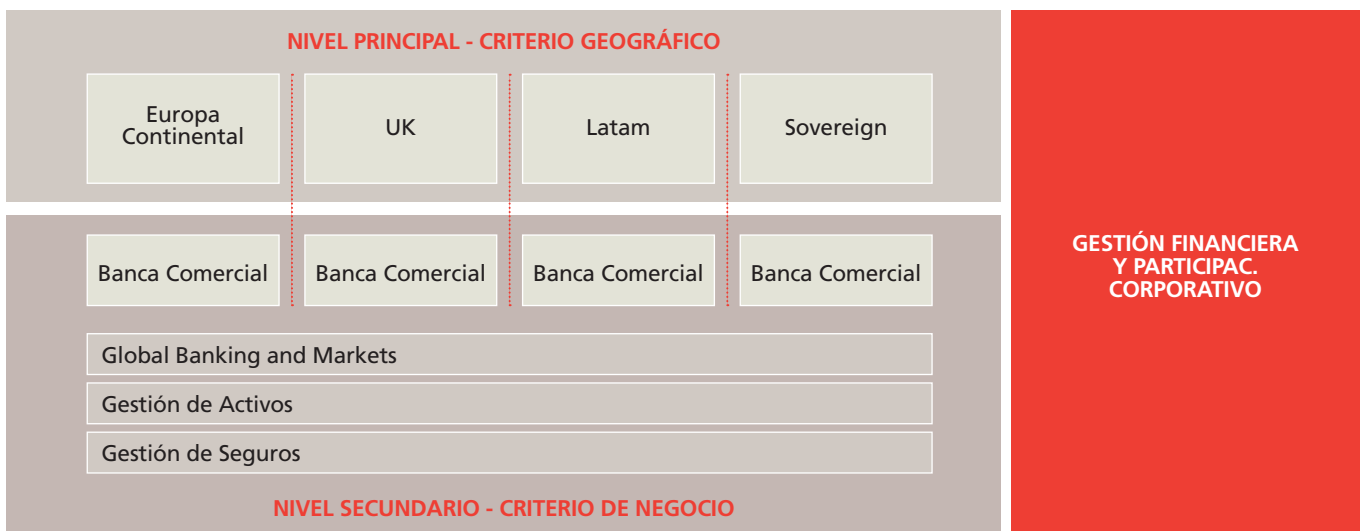 NIVEL PRINCIPAL - CRITERIO GEOGRÁFICO
Europa
Continental
UK
Latam
Sovereign
Banca Comercial
Banca Comercial
Banca Comercial
Banca Comercial
Global Banking and Markets
Gestión de Activos
Gestión de Seguros
NIVEL SECUNDARIO - CRITERIO DE NEGOCIO
GESTIÓN FINANCIERA
Y PARTICIPAC.
CORPORATIVO